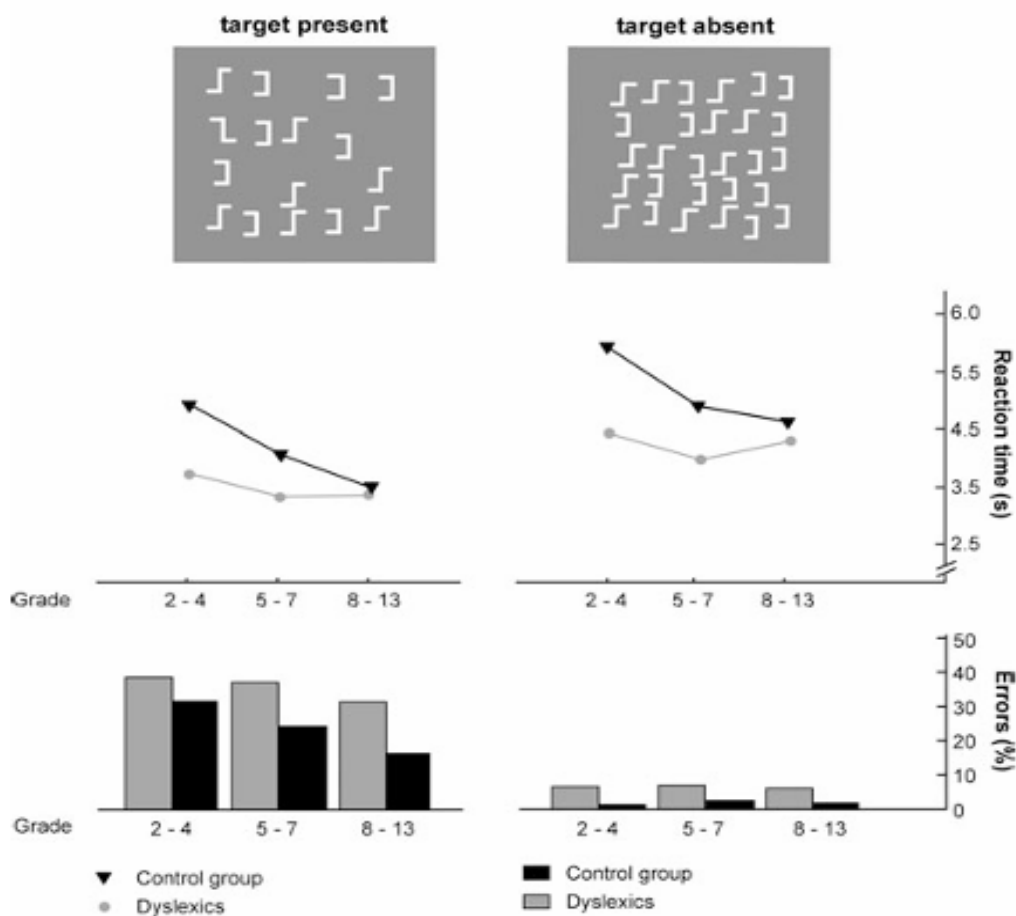 target present
target absent
6.0
5.5
4.5
3.5
2.5
Reaction time (s)
Grade
2 - 4
5 - 7
8 - 13
2 - 4
5 - 7
8 - 13
50
40
30
20
10
0
Errors (%)
Grade
2 - 4
5 - 7
8 - 13
2 - 4
5 - 7
8 - 13
Control group
Dyslexics
Control group
Dyslexics